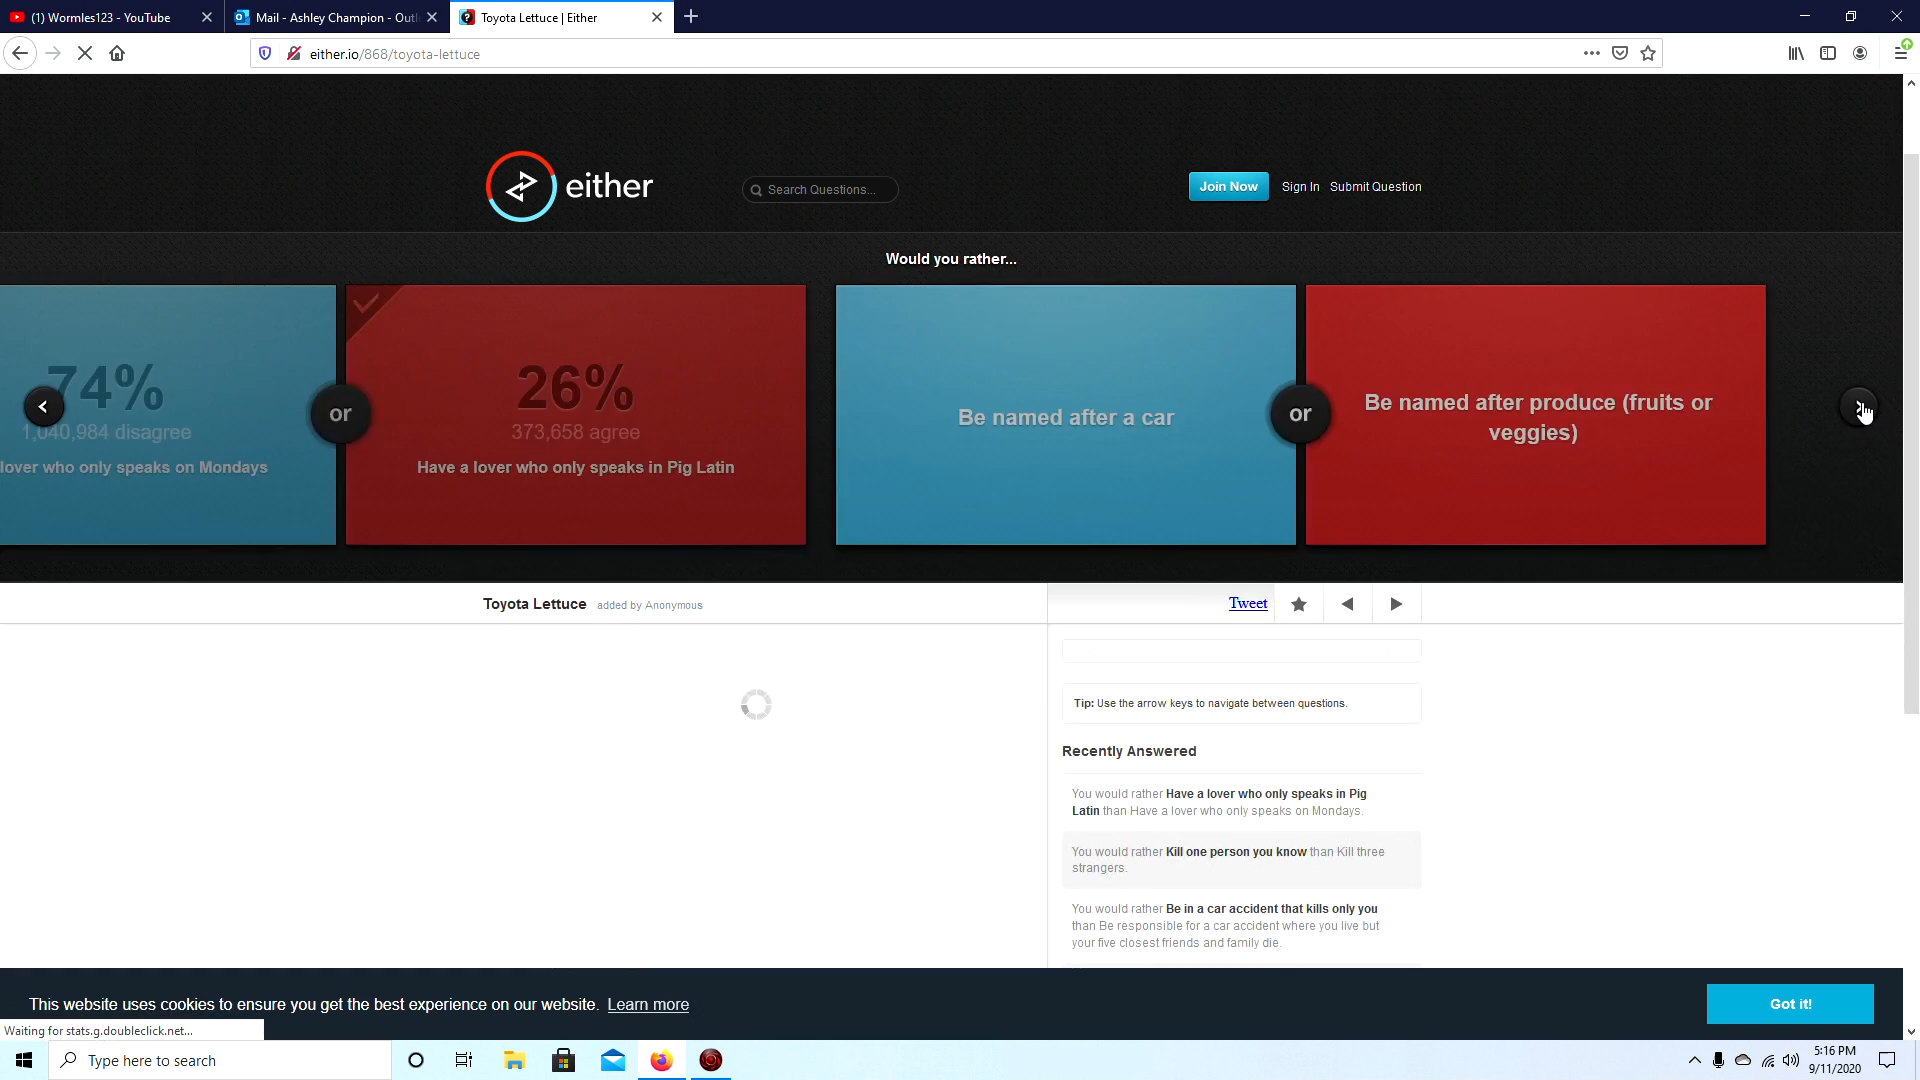 (1) Wormles123 - YouTube
Mail - Ashley Champion - Outl
Toyota Lettuce | Either
either.io/868/toyota-lettuce
either
Search Questions...
Join Now
Sign In
Submit Question
Would you rather...
74%
1,040,984 disagree
lover who only speaks on Mondays
or
26%
373,658 agree
Have a lover who only speaks in Pig Latin
Be named after a car
or
Be named after produce (fruits or
veggies)
Toyota Lettuce added by Anonymous
Tweet
Tip: Use the arrow keys to navigate between questions.
Recently Answered
You would rather Have a lover who only speaks in Pig
Latin than Have a lover who only speaks on Mondays.
You would rather Kill one person you know than Kill three
strangers.
You would rather Be in a car accident that kills only you
than Be responsible for a car accident where you live but
your five closest friends and family die.
This website uses cookies to ensure you get the best experience on our website. Learn more
Got it!
Waiting for stats.g.doubleclick.net...
Type here to search
5:16 PM
9/11/2020